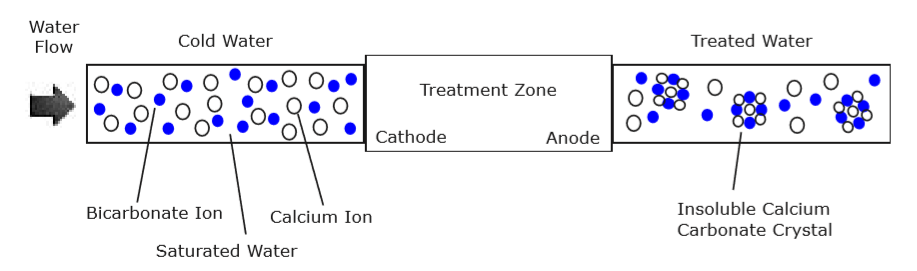 Water
Flow
Cold Water
Treated Water
Treatment Zone
Cathode
Anode
Bicarbonate Ion
Calcium Ion
Saturated Water
Insoluble Calcium
Carbonate Crystal